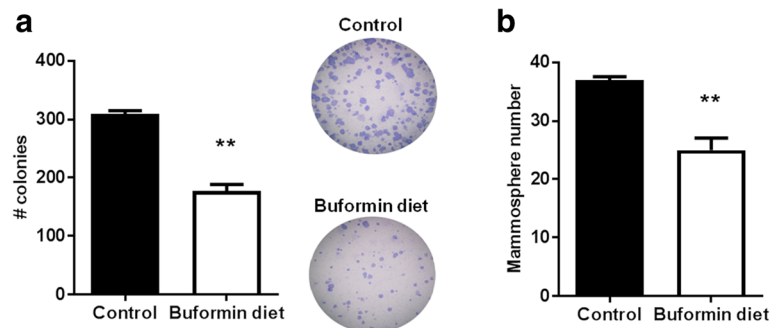 a
# colonies
400
300
200
100
0
**
Control Buformin diet
Control
Buformin diet
b
Mammosphere number
40
30
20
10
0
**
Control Buformin diet